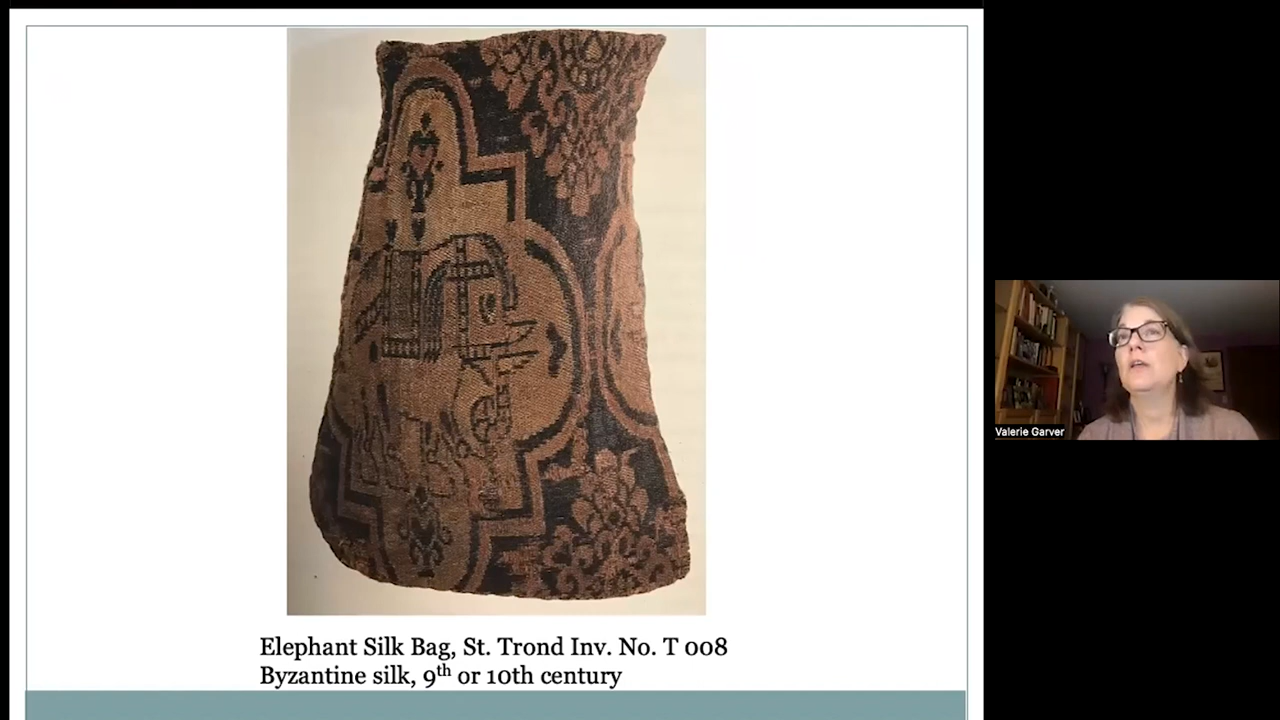 Elephant Silk Bag, St. Trond Inv. No. T 008
Byzantine silk, 9th or 10th century
Valerie Garver